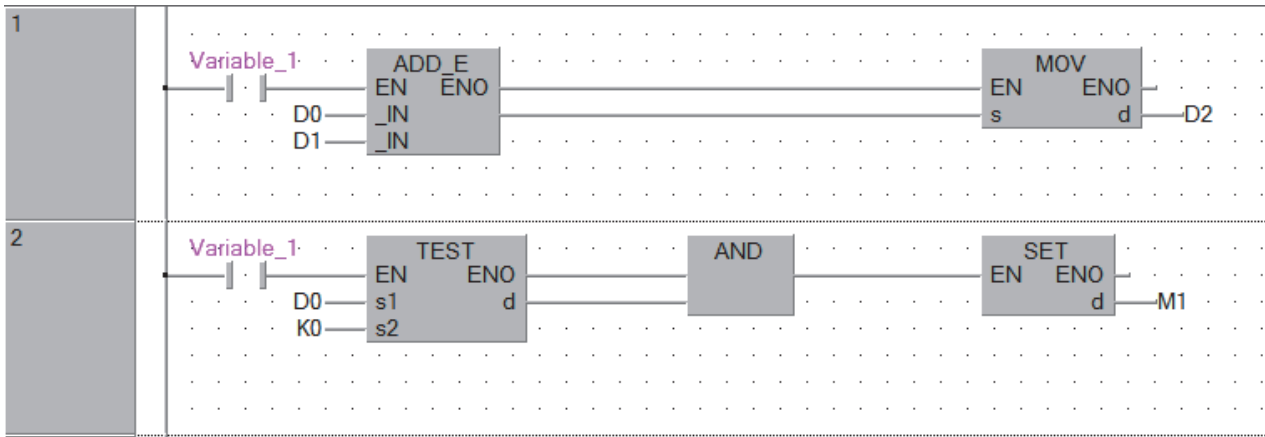 1
Variable_1
ADD_E
MOV
EN ENO
EN ENO
D0 _IN
s d D2
D1 _IN
2
Variable_1
TEST
AND
SET
EN ENO
EN ENO
D0 s1 d
d M1
K0 s2